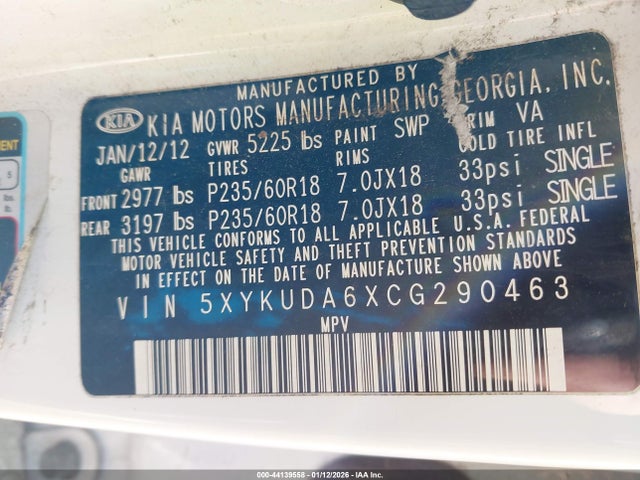 MANUFACTURED BY
KIA KIA MOTORS MANUFACTURING GEORGIA, INC.
JAN/12/12 GVWR 5225 lbs PAINT SWP TRIM VA
GAWR TIRES RIMS COLD TIRE INFL
FRONT 2977 lbs P235/60R18 7.0JX18 33psi SINGLE
REAR 3197 lbs P235/60R18 7.0JX18 33psi SINGLE
THIS VEHICLE CONFORMS TO ALL APPLICABLE U.S.A. FEDERAL
MOTOR VEHICLE SAFETY AND THEFT PREVENTION STANDARDS
IN EFFECT ON THE DATE OF MANUFACTURE SHOWN ABOVE
VIN 5XYKUDA6XCG290463
MPV
000-44139558 - 01/12/2026 - IAA Inc.